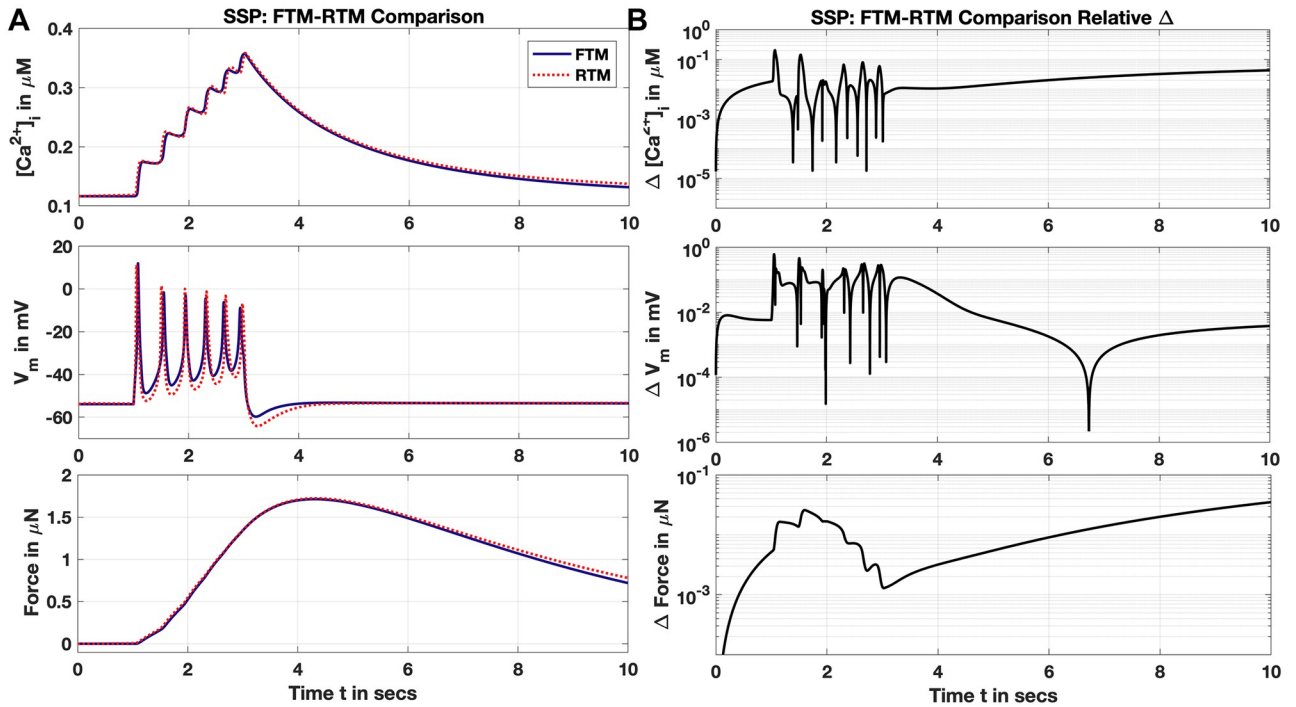 A
SSP: FTM-RTM Comparison
[Ca2+]i in μM
0.4
0.3
0.2
0.1
FTM
RTM
0 2 4 6 8 10
Vm in mV
20
0
-20
-40
-60
0 2 4 6 8 10
Force in μN
2
1.5
1
0.5
0
0 2 4 6 8 10
Time t in secs
B
SSP: FTM-RTM Comparison Relative Δ
Δ [Ca2+]i in μM
10^0
10^-1
10^-3
10^-5
0 2 4 6 8 10
Δ Vm in mV
10^0
10^-2
10^-4
10^-6
0 2 4 6 8 10
Δ Force in μN
10^-1
10^-3
0 2 4 6 8 10
Time t in secs